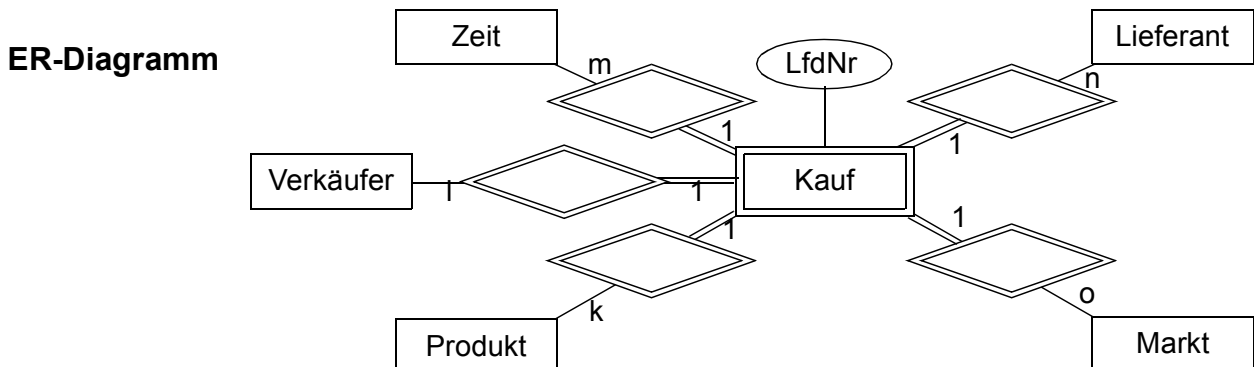 ER-Diagramm
Zeit
Lieferant
LfdNr
m
n
1
1
Verkäufer
l
1
Kauf
1
1
k
o
Produkt
Markt